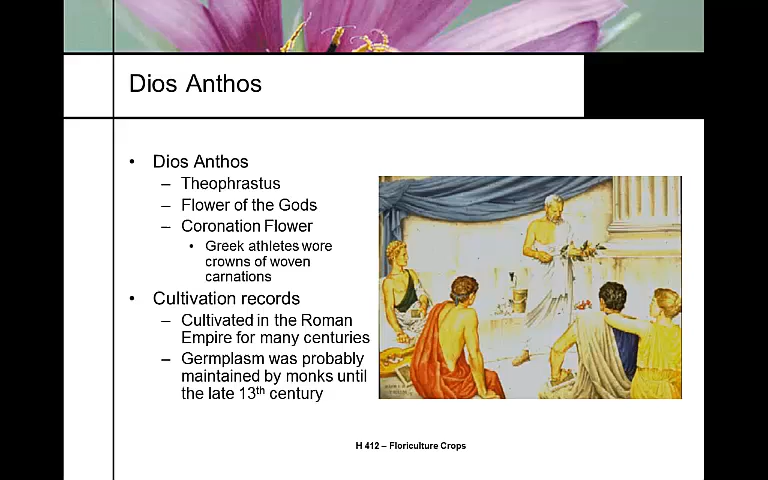 Dios Anthos
• Dios Anthos
– Theophrastus
– Flower of the Gods
– Coronation Flower
• Greek athletes wore
crowns of woven
carnations
• Cultivation records
– Cultivated in the Roman
Empire for many centuries
– Germplasm was probably
maintained by monks until
the late 13th century
H 412 – Floriculture Crops